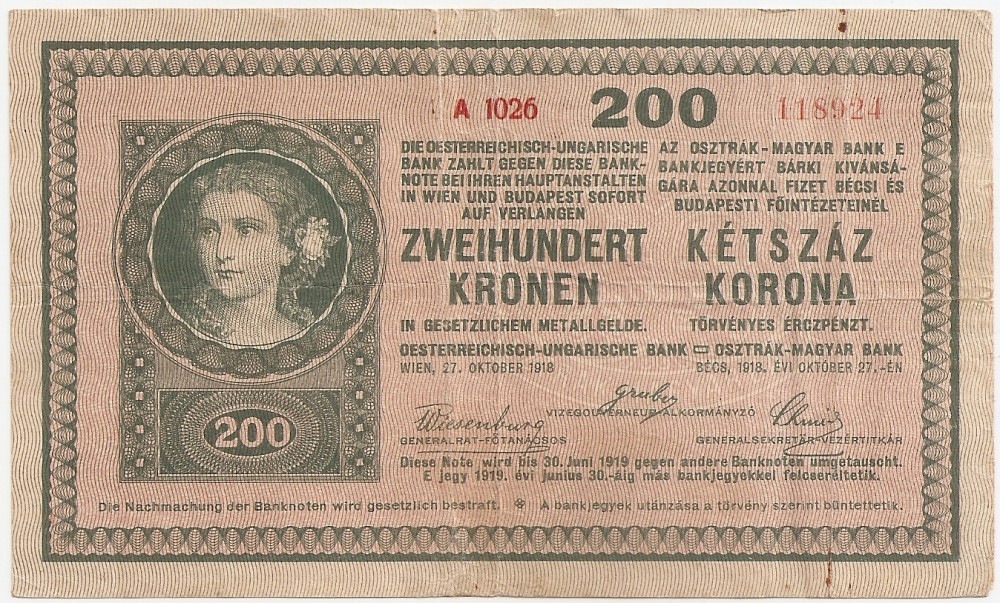 A 1026 200 118924
DIE OESTERREICHISCH-UNGARISCHE
BANK ZAHLT GEGEN DIESE BANK-
NOTE BEI IHREN HAUPTANSTALTEN
IN WIEN UND BUDAPEST SOFORT
AUF VERLANGEN
ZWEIHUNDERT
KRONEN
IN GESETZLICHEM METALLGELDE.
AZ OSZTRÁK-MAGYAR BANK E
BANKJEGYÉRT BÁRKI KIVÁNSÁ-
GÁRA AZONNAL FIZET BÉCSI ÉS
BUDAPESTI FŐINTÉZETEINÉL
KÉTSZÁZ
KORONA
TÖRVÉNYES ÉRCZPÉNZT.
OESTERREICHISCH-UNGARISCHE BANK OSZTRÁK-MAGYAR BANK
WIEN, 27. OKTOBER 1918 BÉCS, 1918. ÉVI OKTÓBER 27.-ÉN
Gruber
VIZEGOUVERNEUR-ALKORMÁNYZÓ
Wiesenburg
GENERALRAT-FŐTANÁCSOS
Schmid
GENERALSEKRETÄR-VEZÉRTITKÁR
200
Diese Note wird bis 30. Juni 1919 gegen andere Banknoten umgetauscht.
E jegy 1919. évi junius 30.-áig más bankjegyekkel felcseréltetik.
Die Nachmachung der Banknoten wird gesetzlich bestraft. A bankjegyek utánzása a törvény szerint büntettetik.